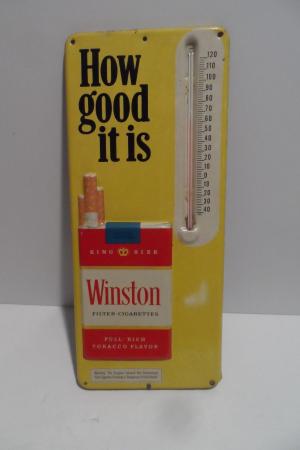 How
good
it is
120
110
100
90
80
70
60
50
40
30
20
10
0
10
20
30
40
KING SIZE
Winston
FILTER-CIGARETTES
FULL·RICH
TOBACCO FLAVOR